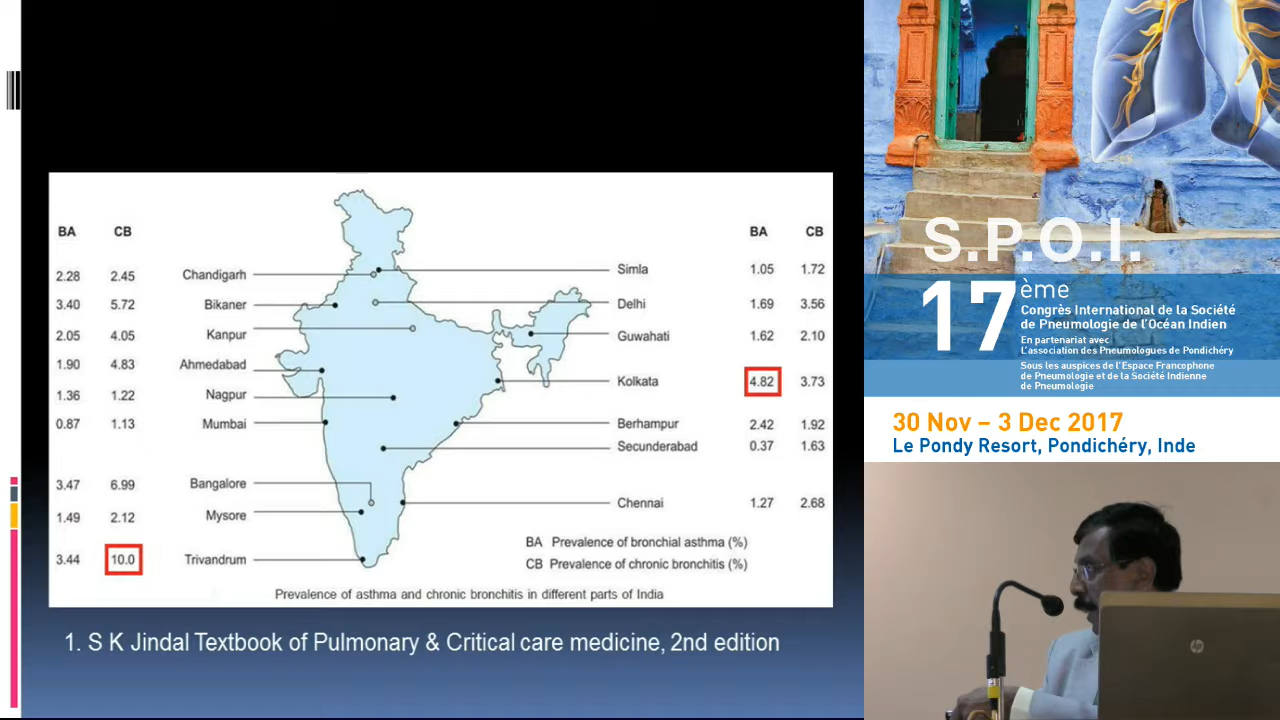 BA CB
2.28 2.45 Chandigarh
3.40 5.72 Bikaner
2.05 4.05 Kanpur
1.90 4.83 Ahmedabad
1.36 1.22 Nagpur
0.87 1.13 Mumbai
3.47 6.99 Bangalore
1.49 2.12 Mysore
3.44 10.0 Trivandrum
BA CB
Simla 1.05 1.72
Delhi 1.69 3.56
Guwahati 1.62 2.10
Kolkata 4.82 3.73
Berhampur 2.42 1.92
Secunderabad 0.37 1.63
Chennai 1.27 2.68
BA Prevalence of bronchial asthma (%)
CB Prevalence of chronic bronchitis (%)
Prevalence of asthma and chronic bronchitis in different parts of India
1. S K Jindal Textbook of Pulmonary & Critical care medicine, 2nd edition
S.P.O.I.
17ème
Congrès International de la Société
de Pneumologie de l'Océan Indien
En partenariat avec
L'association des Pneumologues de Pondichéry
Sous les auspices de l'Espace Francophone
de Pneumologie et de la Société Indienne
de Pneumologie
30 Nov – 3 Dec 2017
Le Pondy Resort, Pondichéry, Inde
hp